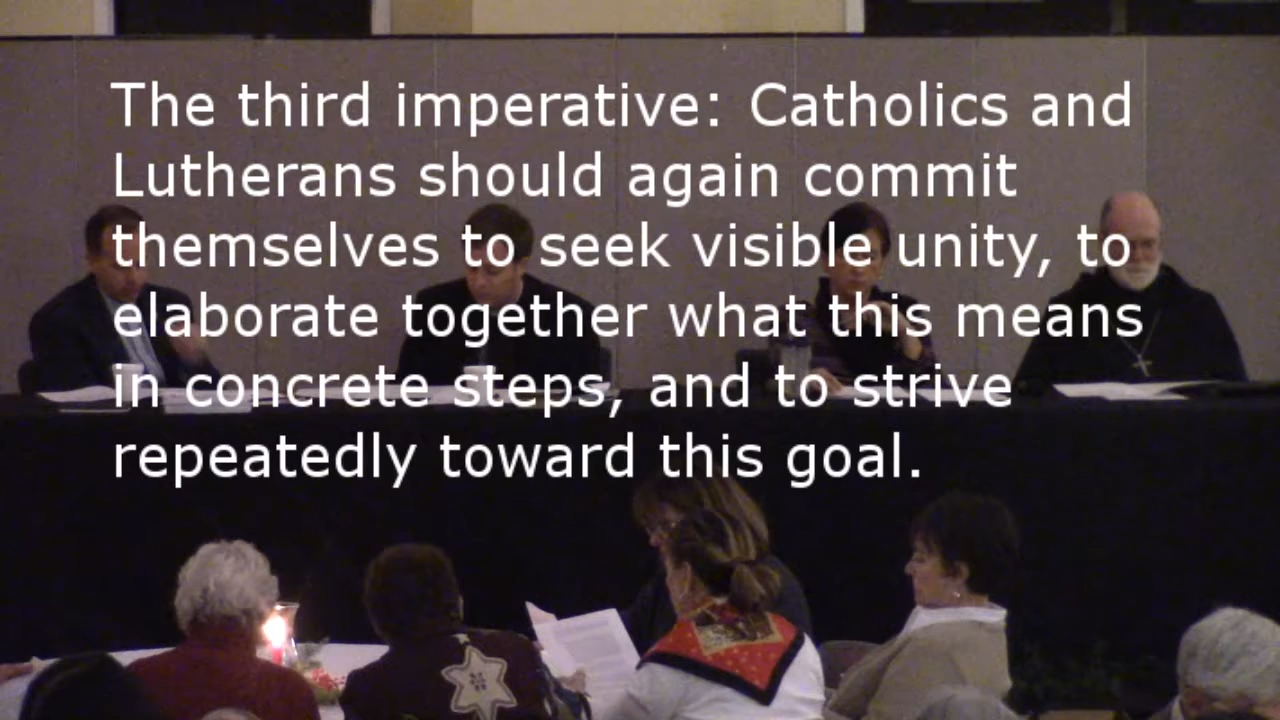 The third imperative: Catholics and
Lutherans should again commit
themselves to seek visible unity, to
elaborate together what this means
in concrete steps, and to strive
repeatedly toward this goal.